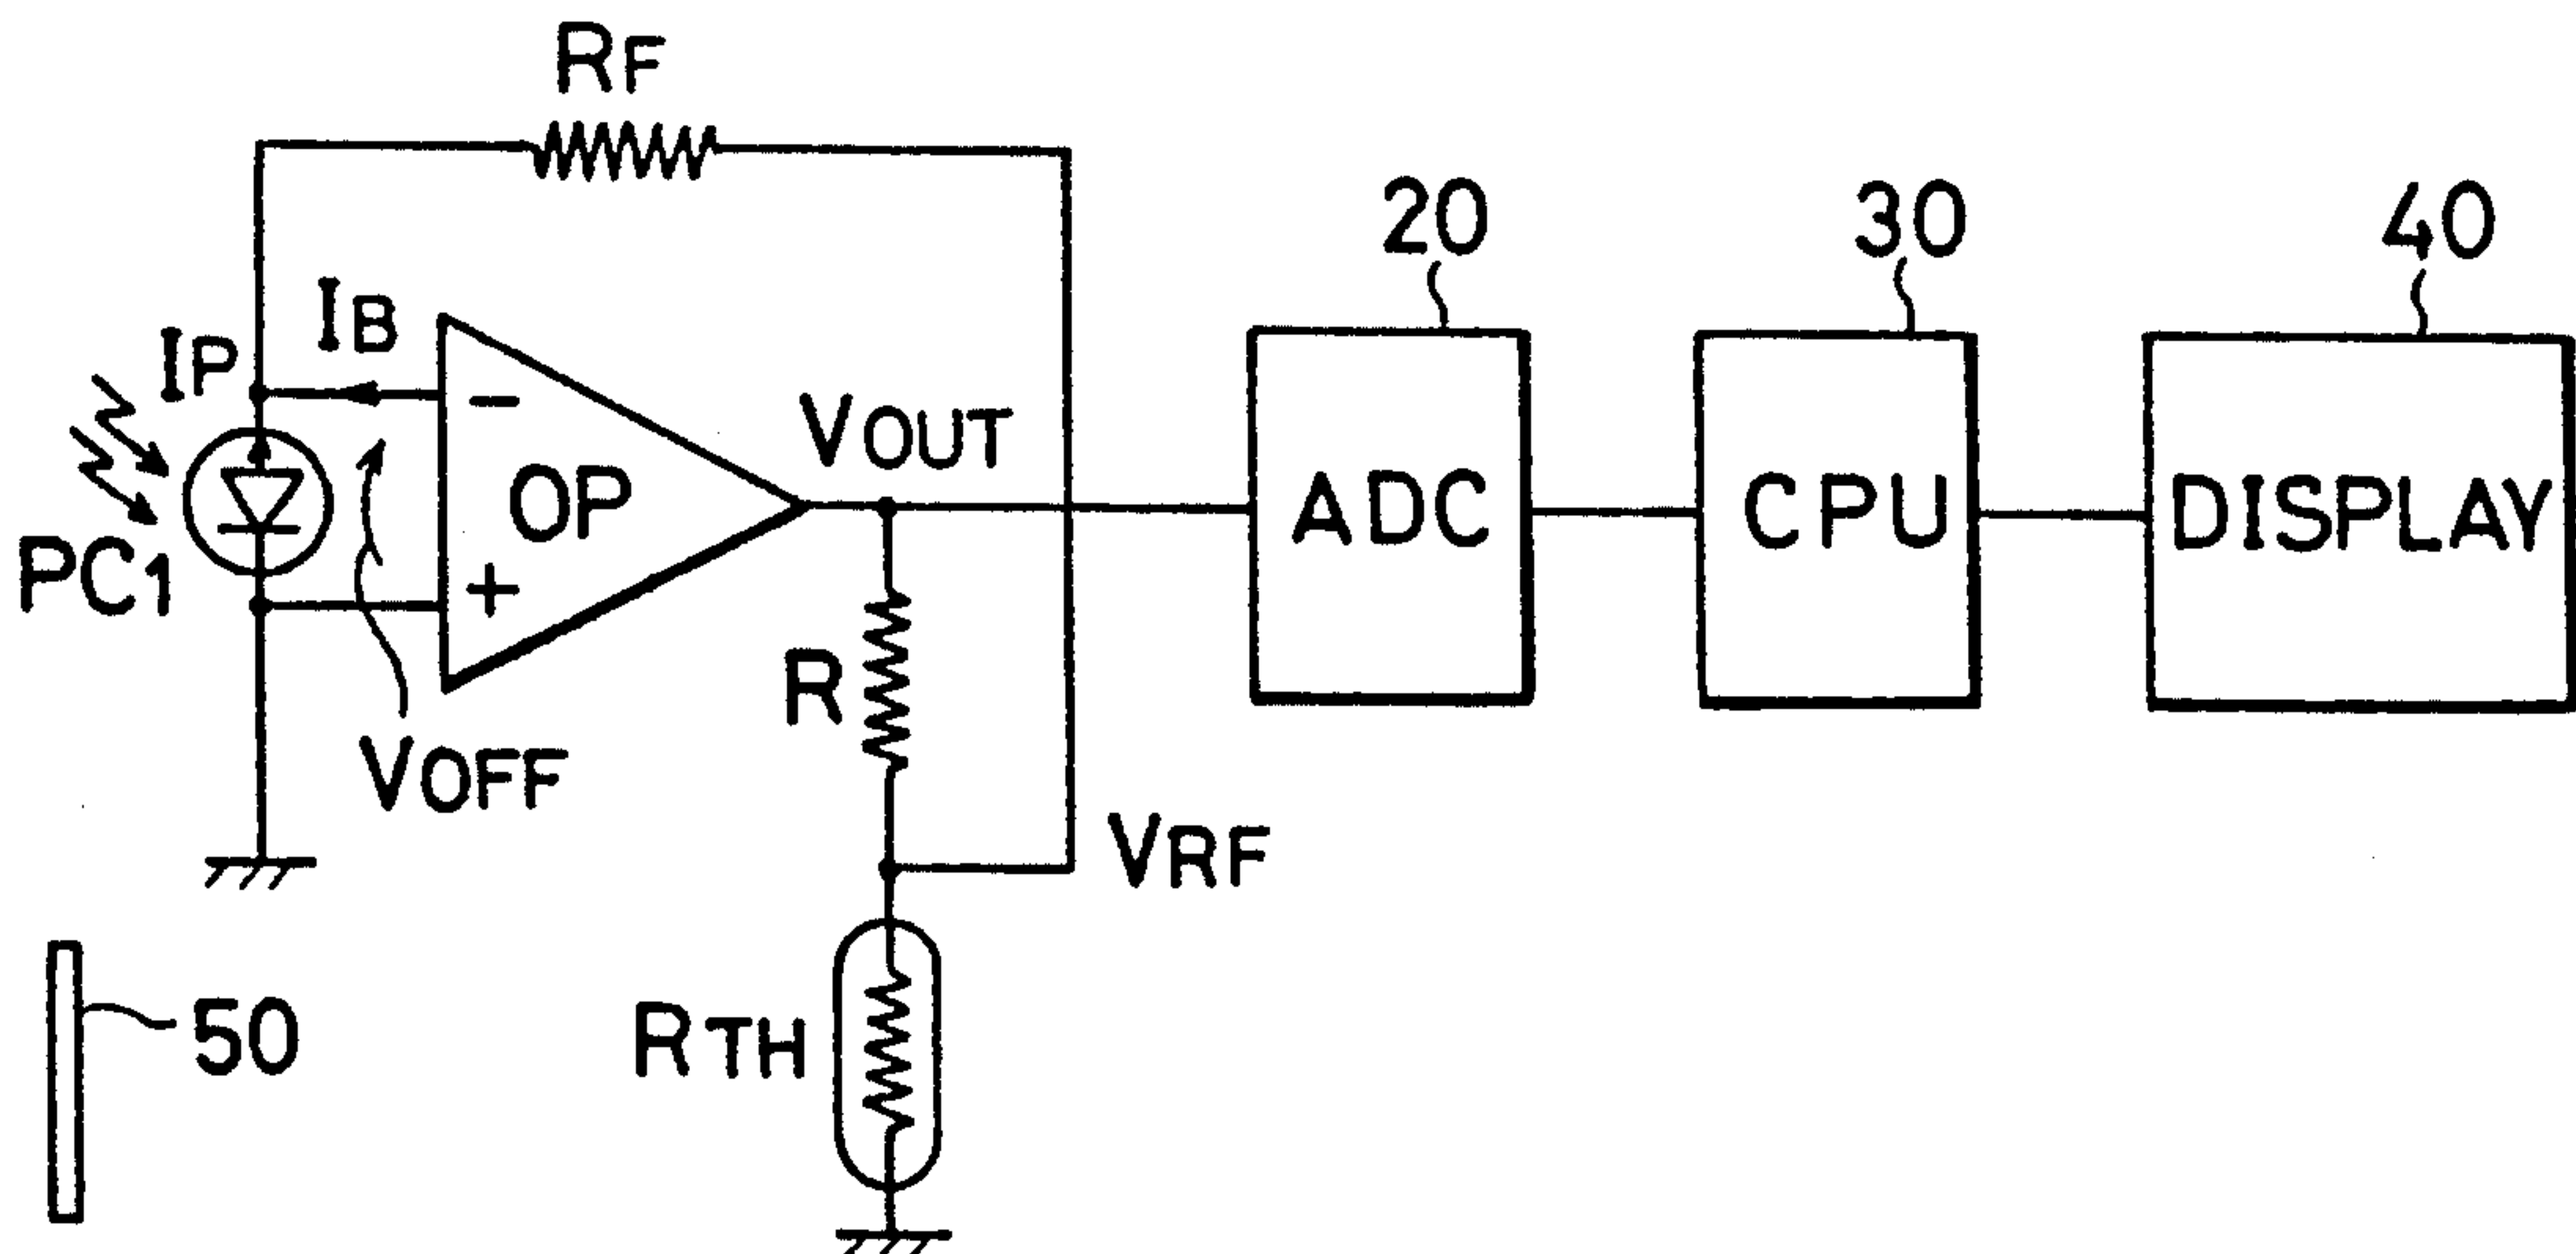 RF
20
30
40
IP
IB
VOUT
-
OP
+
ADC
CPU
DISPLAY
PC1
R
VOFF
VRF
50
RTH